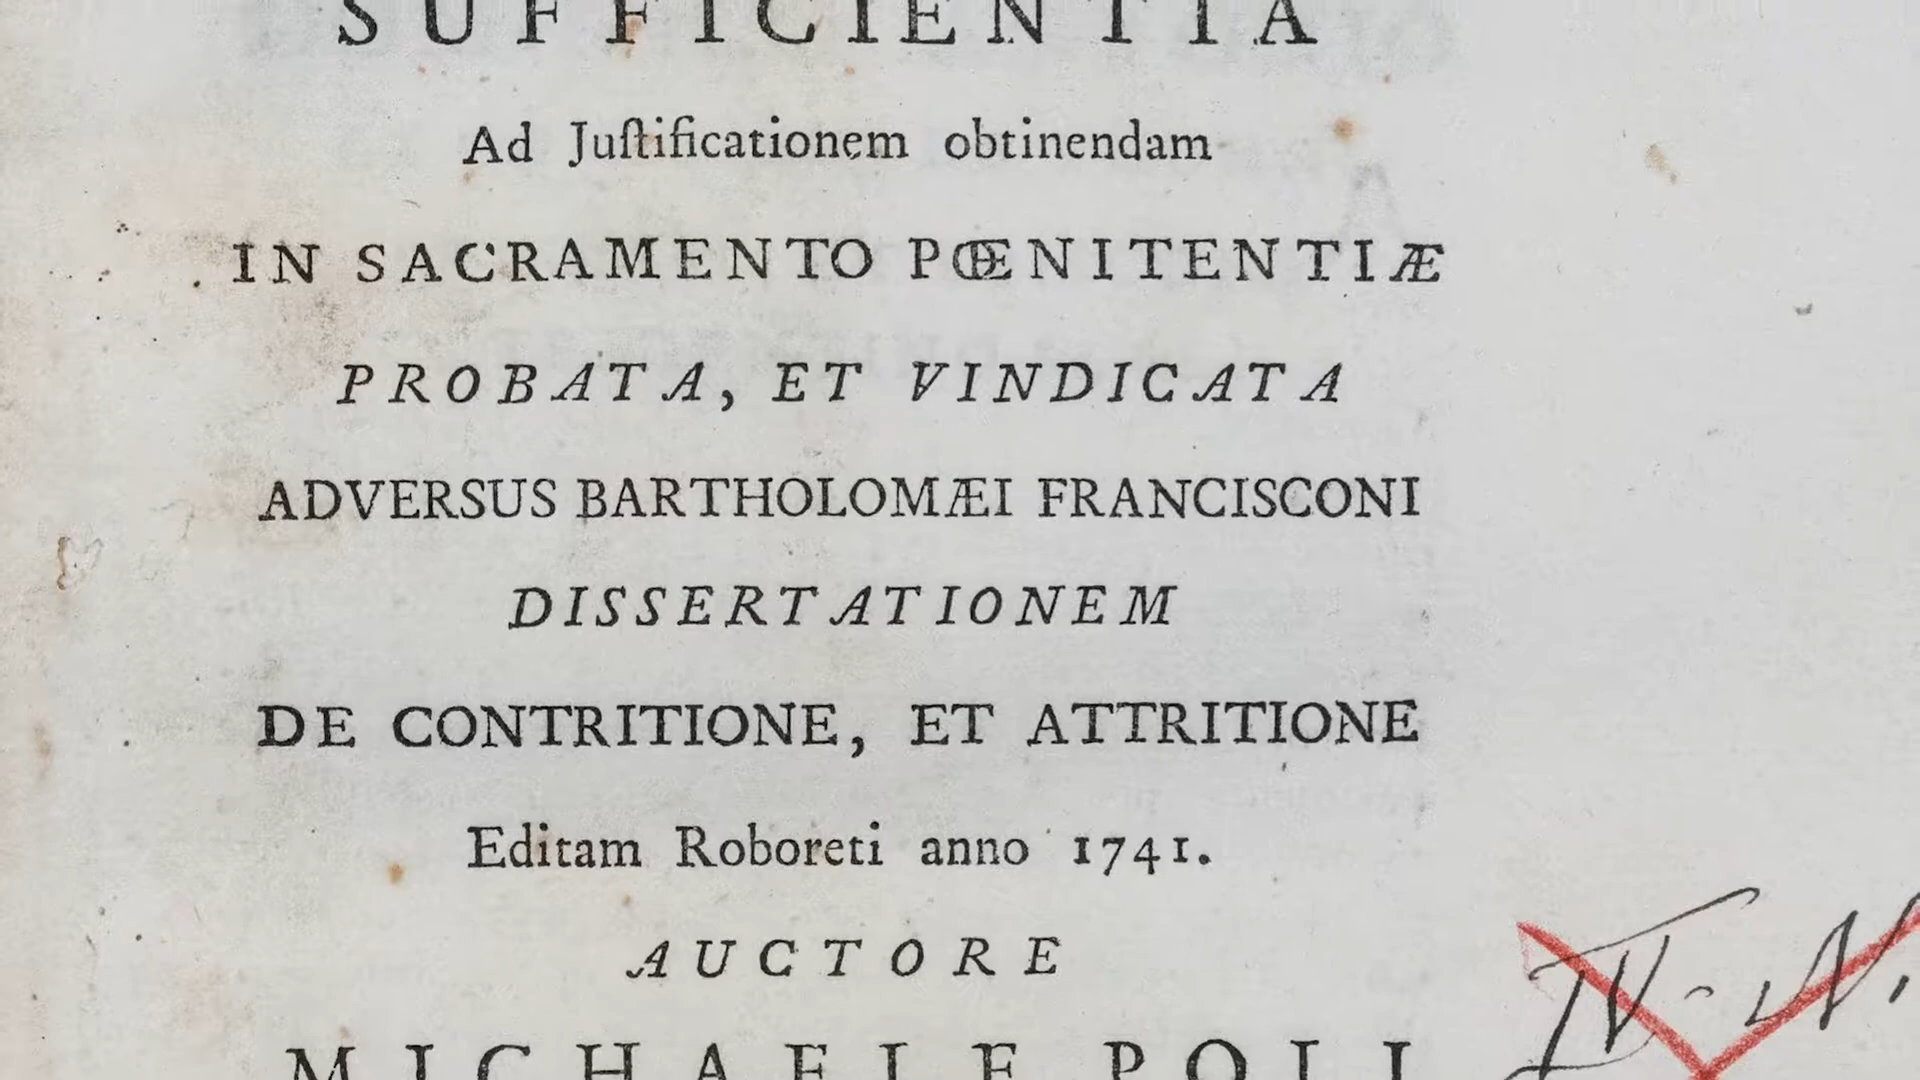 SUFFICIENTIA
Ad Juſtificationem obtinendam
IN SACRAMENTO PŒNITENTIÆ
PROBATA, ET VINDICATA
ADVERSUS BARTHOLOMÆI FRANCISCONI
DISSERTATIONEM
DE CONTRITIONE, ET ATTRITIONE
Editam Roboreti anno 1741.
AUCTORE
MICHAELE POLI